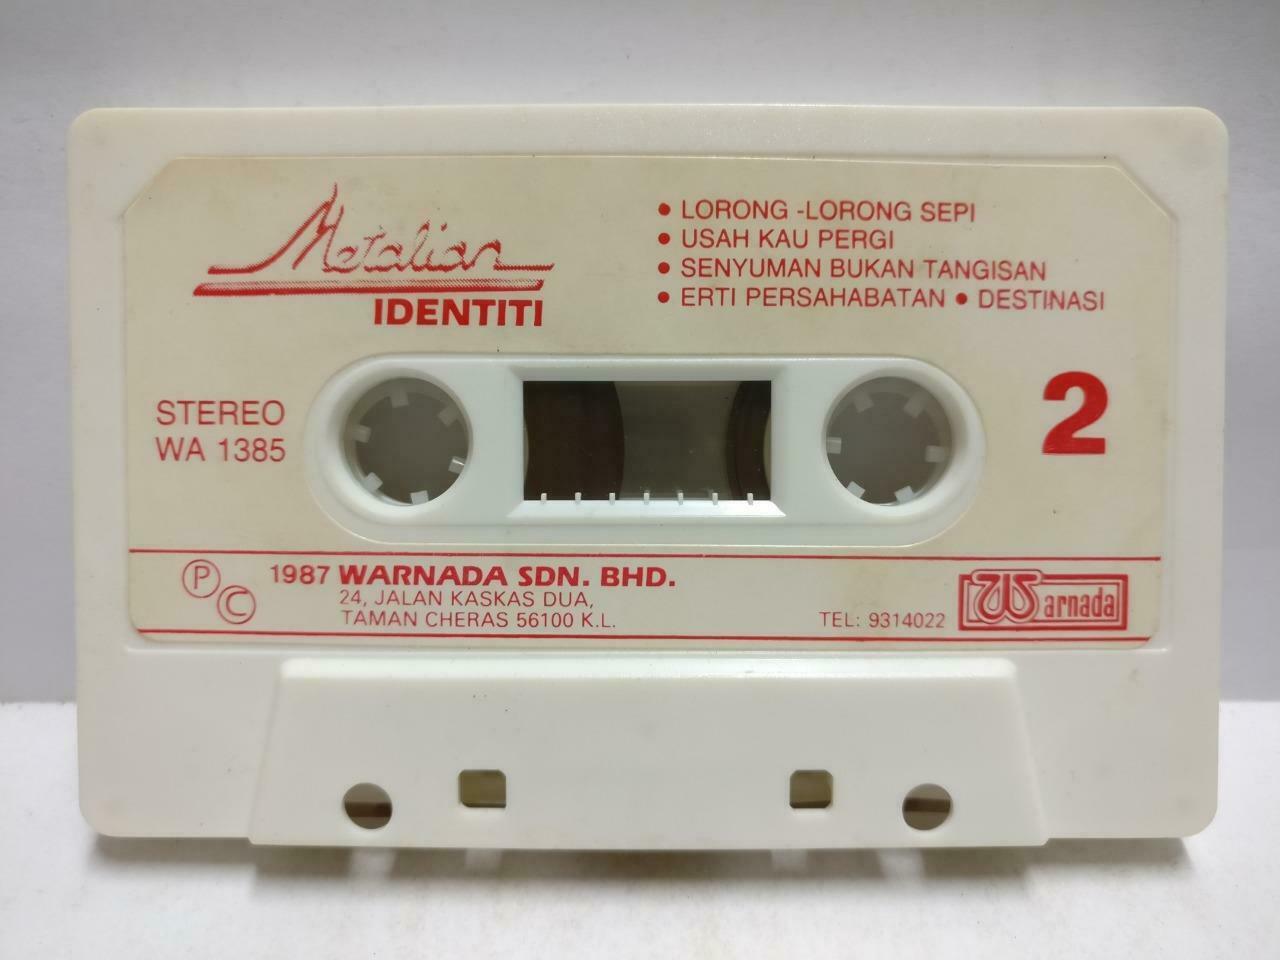 Metalian
IDENTITI
• LORONG -LORONG SEPI
• USAH KAU PERGI
• SENYUMAN BUKAN TANGISAN
• ERTI PERSAHABATAN • DESTINASI
STEREO
WA 1385
2
Ⓟ
Ⓒ
1987 WARNADA SDN. BHD.
24, JALAN KASKAS DUA,
TAMAN CHERAS 56100 K.L.
TEL: 9314022
Warnada